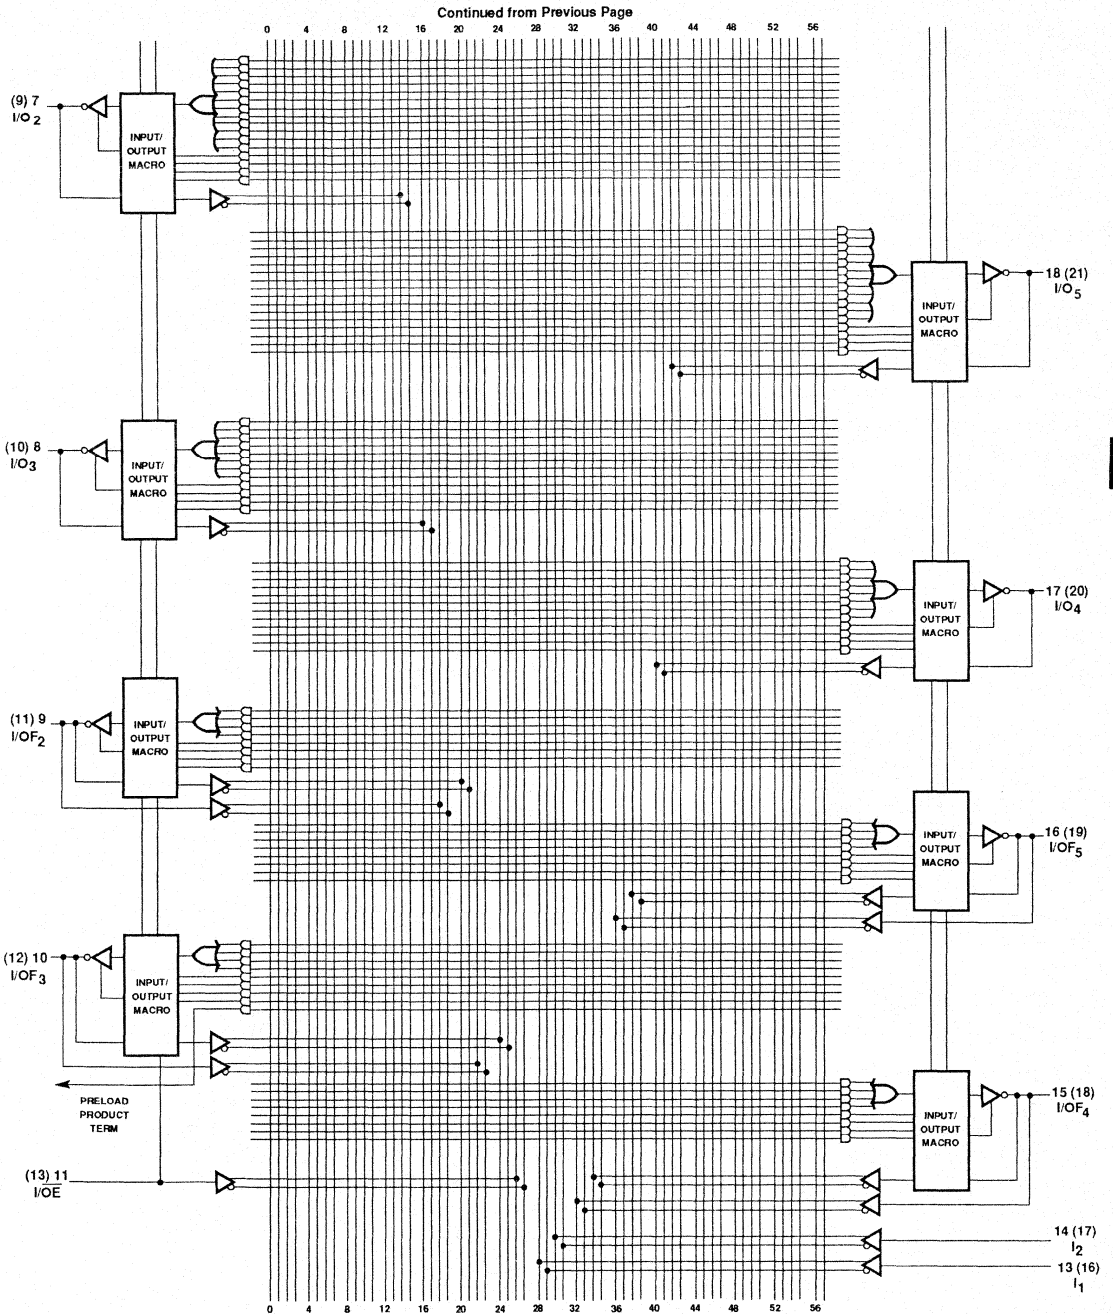 Continued from Previous Page
0 4 8 12 16 20 24 28 32 36 40 44 48 52 56
(9) 7
I/O2
INPUT/
OUTPUT
MACRO
INPUT/
OUTPUT
MACRO
18 (21)
I/O5
(10) 8
I/O3
INPUT/
OUTPUT
MACRO
INPUT/
OUTPUT
MACRO
17 (20)
I/O4
(11) 9
I/OF2
INPUT/
OUTPUT
MACRO
INPUT/
OUTPUT
MACRO
16 (19)
I/OF5
(12) 10
I/OF3
INPUT/
OUTPUT
MACRO
PRELOAD
PRODUCT
TERM
INPUT/
OUTPUT
MACRO
15 (18)
I/OF4
(13) 11
I/OE
14 (17)
I2
13 (16)
I1
0 4 8 12 16 20 24 28 32 36 40 44 48 52 56